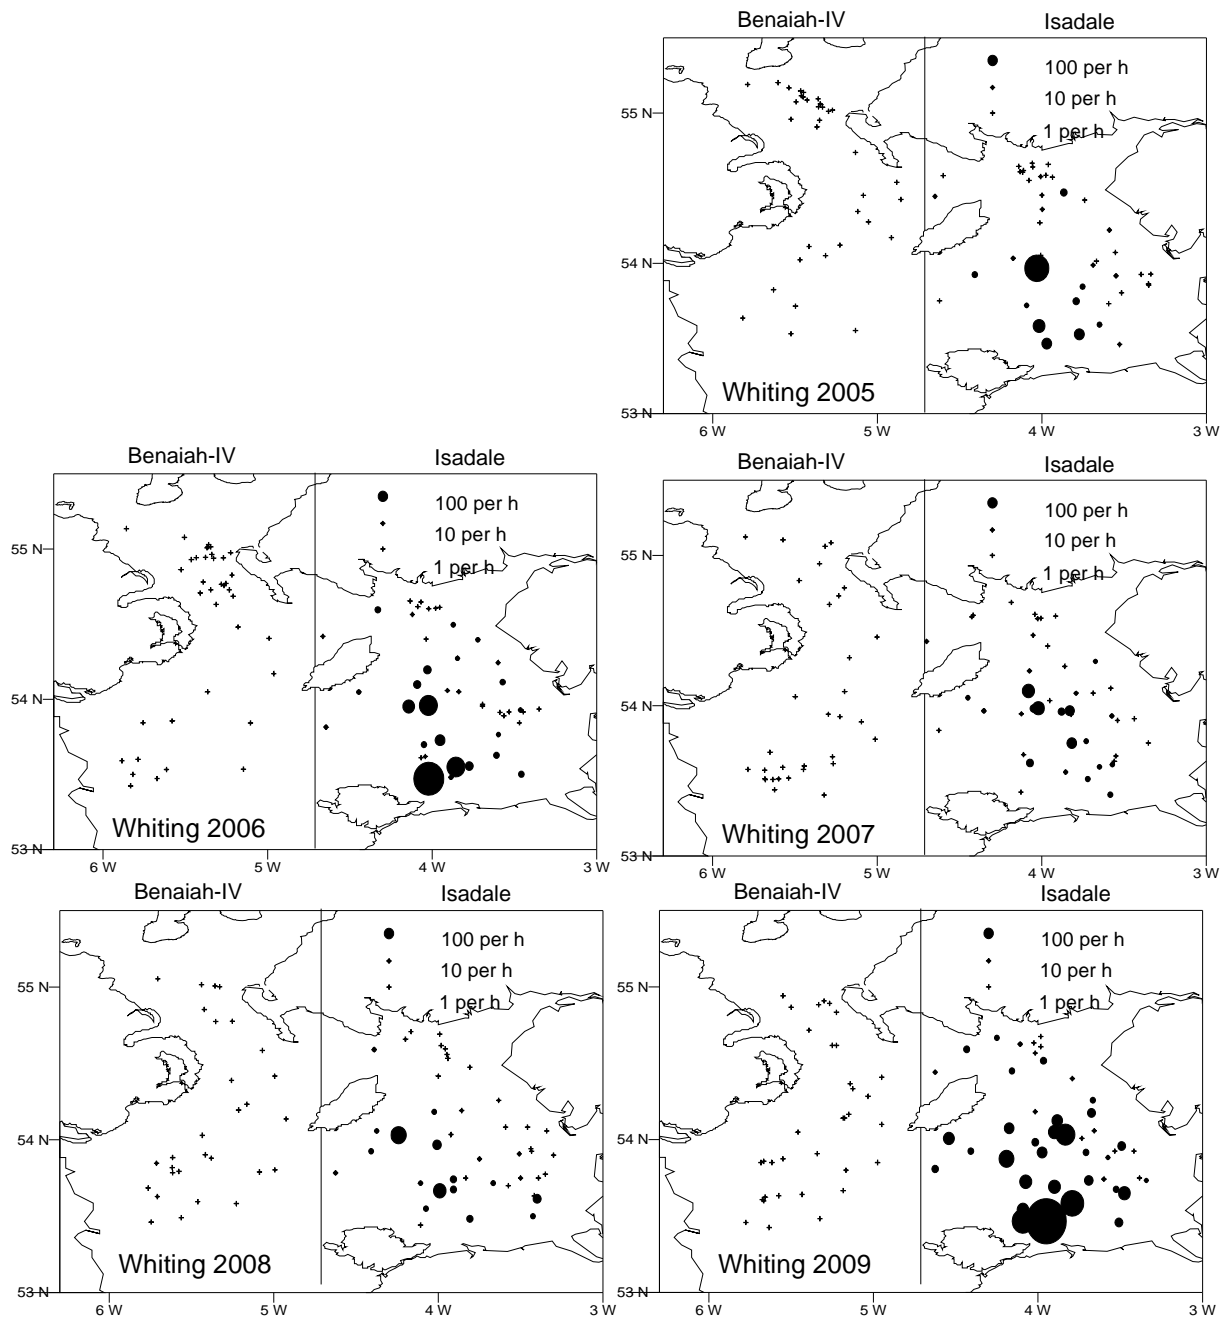 Benaiah-IV Isadale
100 per h
10 per h
1 per h
55 N
54 N
53 N
Whiting 2005
6 W 5 W 4 W 3 W
Benaiah-IV Isadale
100 per h
10 per h
1 per h
55 N
54 N
53 N
Whiting 2006
6 W 5 W 4 W 3 W
Benaiah-IV Isadale
100 per h
10 per h
1 per h
55 N
54 N
53 N
Whiting 2007
6 W 5 W 4 W 3 W
Benaiah-IV Isadale
100 per h
10 per h
1 per h
55 N
54 N
53 N
Whiting 2008
6 W 5 W 4 W 3 W
Benaiah-IV Isadale
100 per h
10 per h
1 per h
55 N
54 N
53 N
Whiting 2009
6 W 5 W 4 W 3 W